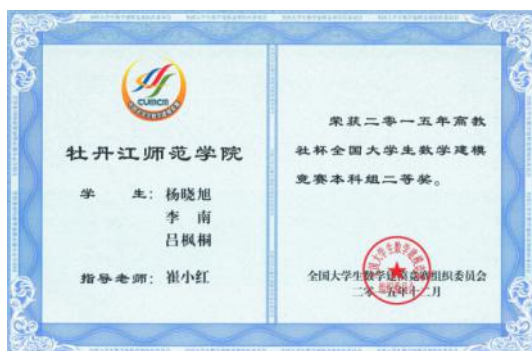 CUMCM
牡丹江师范学院
学 生：杨晓旭
李 南
吕枫桐
指导老师：崔小红
荣获二零一五年高教
社杯全国大学生数学建模
竞赛本科组二等奖。
全国大学生数学建模竞赛组织委员会
二零一五年十二月